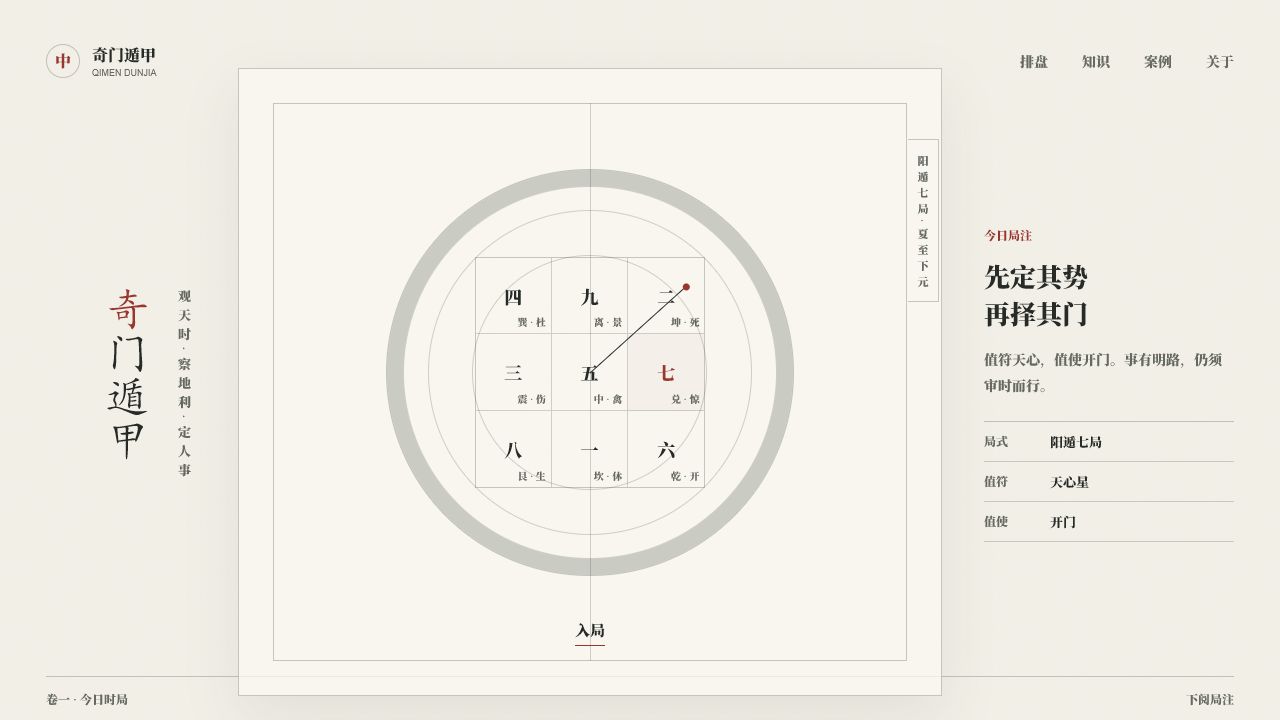 中
奇门遁甲
QIMEN DUNJIA
排盘
知识
案例
关于
奇门遁甲
观天时·察地利·定人事
阳遁七局·夏至下元
四
巽·杜
九
离·景
二
坤·死
三
震·伤
五
中·禽
七
兑·惊
八
艮·生
一
坎·休
六
乾·开
入局
今日局注
先定其势
再择其门
值符天心，值使开门。事有明路，仍须
审时而行。
局式
阳遁七局
值符
天心星
值使
开门
卷一·今日时局
下阅局注